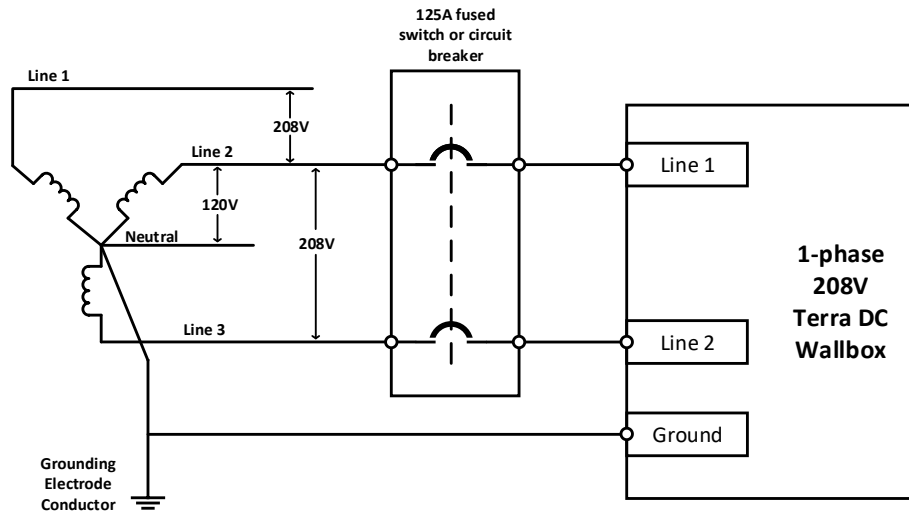 125A fused
switch or circuit
breaker
Line 1
208V
Line 2
Line 1
120V
Neutral
208V
1-phase
208V
Terra DC
Wallbox
Line 3
Line 2
Ground
Grounding
Electrode
Conductor